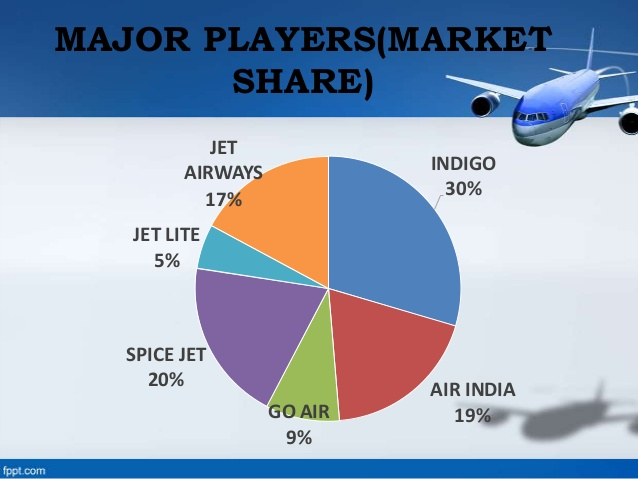 MAJOR PLAYERS(MARKET
SHARE)
INDIGO
30%
AIR INDIA
19%
GO AIR
9%
SPICE JET
20%
JET LITE
5%
JET
AIRWAYS
17%
fppt.com